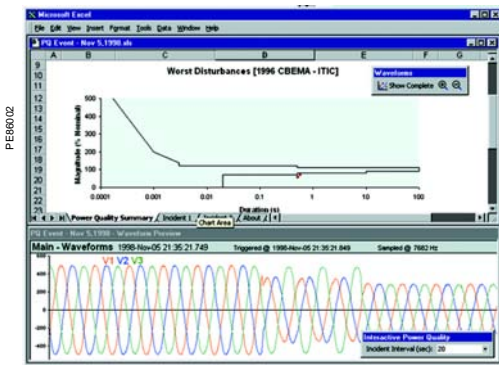 Microsoft Excel
File Edit View Insert Format Tools Data Window Help
PQ Event - Nov 5,1998.xls
A B C D E F G
9
10
11
12
13
14
15
16
17
18
19
20
21
22
23
Worst Disturbances [1996 CBEMA - ITIC]
Waveforms
Show Complete
Magnitude (% Nominal)
500
400
300
200
100
0
0.0001 0.001 0.01 0.1 1 10 100
Duration (s)
Power Quality Summary Incident 1 About
Chart Area
PQ Event - Nov 5,1998 - Waveform Preview
Main - Waveforms 1998-Nov-05 21:35:21.749 Triggered @ 1998-Nov-05 21:35:21.849 Sampled @ 7682 Hz
V1 V2 V3
600
400
200
0
-200
-400
Interactive Power Quality
Incident Interval (sec): 20
PE86002